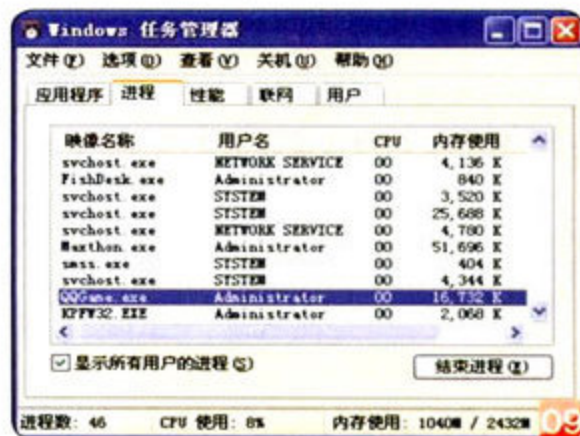 Windows 任务管理器
文件(F) 选项(O) 查看(V) 关机(U) 帮助(H)
应用程序 进程 性能 联网 用户
映像名称 用户名 CPU 内存使用
svchost.exe NETWORK SERVICE 00 4,136 K
FishDesk.exe Administrator 00 840 K
svchost.exe SYSTEM 00 3,520 K
svchost.exe SYSTEM 00 25,688 K
svchost.exe NETWORK SERVICE 00 4,780 K
Maxthon.exe Administrator 00 51,696 K
smss.exe SYSTEM 00 404 K
svchost.exe SYSTEM 00 4,344 K
QQGame.exe Administrator 00 16,732 K
KPFW32.EXE Administrator 00 2,068 K
显示所有用户的进程(S) 结束进程(E)
进程数: 46 CPU 使用: 8% 内存使用: 1040M / 2432M 09